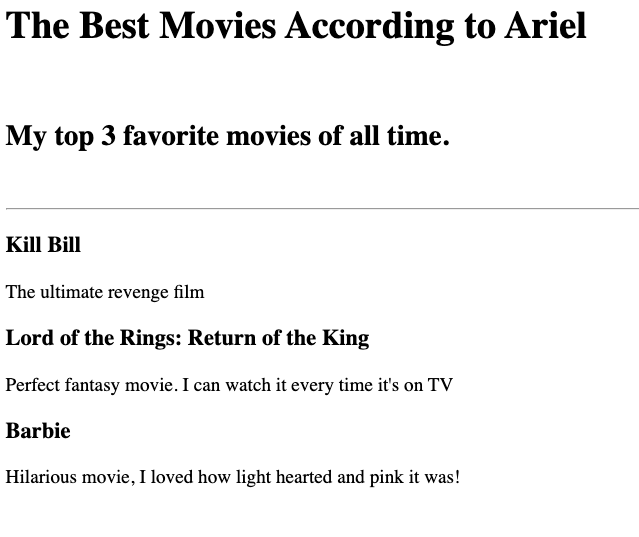 The Best Movies According to Ariel
My top 3 favorite movies of all time.
Kill Bill
The ultimate revenge film
Lord of the Rings: Return of the King
Perfect fantasy movie. I can watch it every time it's on TV
Barbie
Hilarious movie, I loved how light hearted and pink it was!